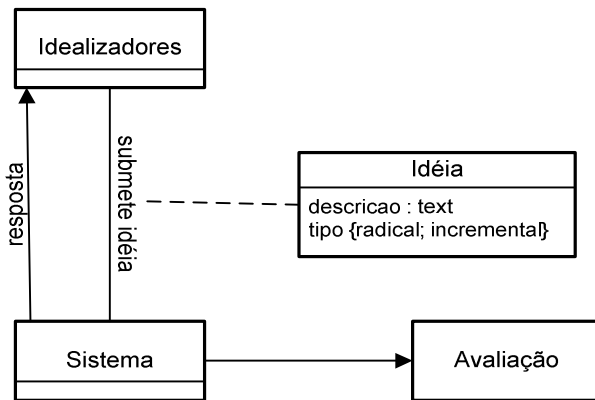 Idealizadores
resposta
submete idéia
Idéia
descricao : text
tipo {radical; incremental}
Sistema
Avaliação